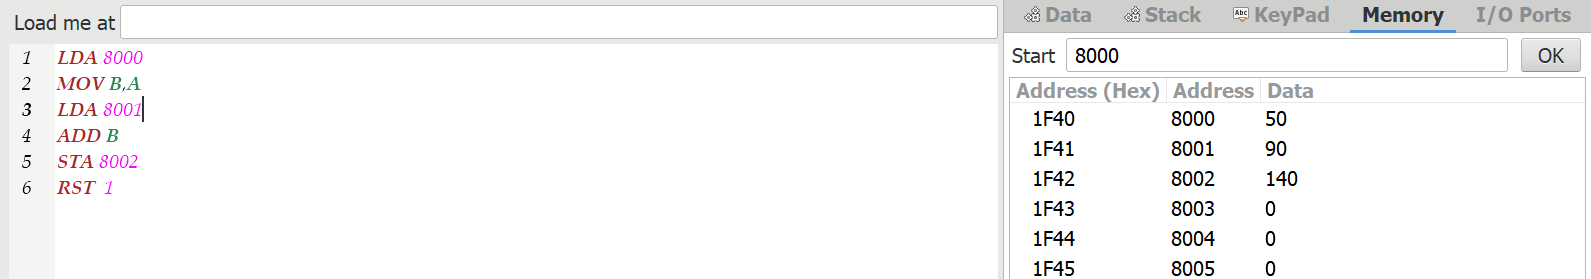 Load me at
1 LDA 8000
2 MOV B,A
3 LDA 8001
4 ADD B
5 STA 8002
6 RST 1
Data Stack Abc KeyPad Memory I/O Ports
Start 8000 OK
Address (Hex) Address Data
1F40 8000 50
1F41 8001 90
1F42 8002 140
1F43 8003 0
1F44 8004 0
1F45 8005 0